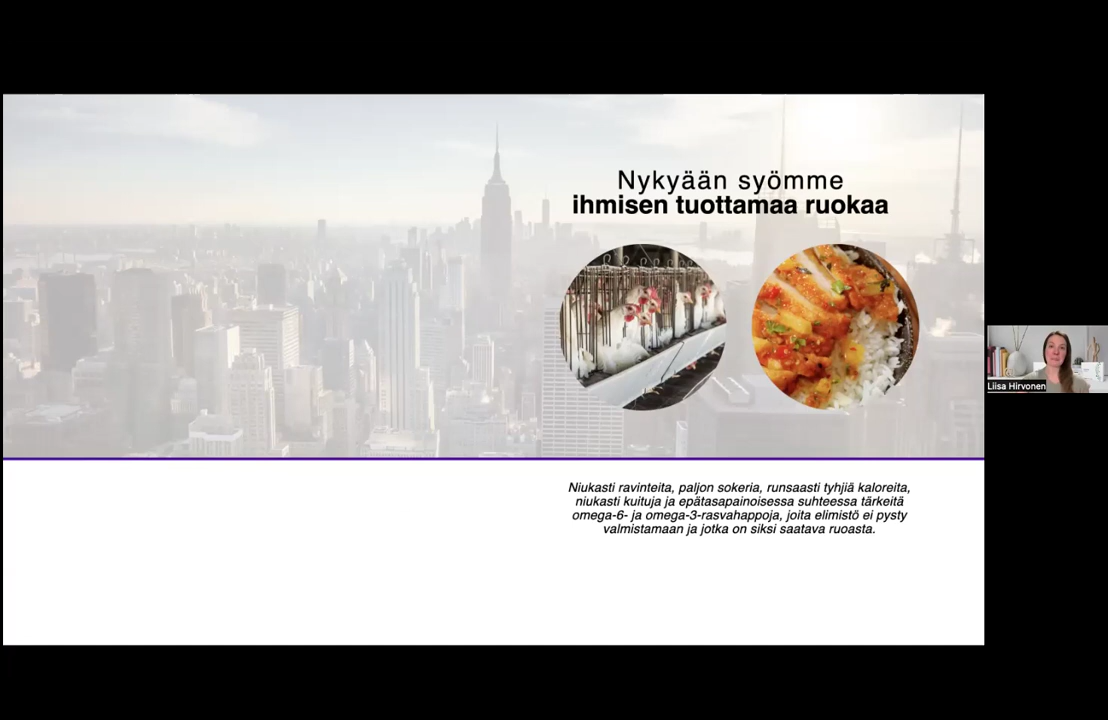 Nykyään syömme
ihmisen tuottamaa ruokaa
Liisa Hirvonen
Niukasti ravinteita, paljon sokeria, runsaasti tyhjiä kaloreita,
niukasti kuituja ja epätasapainoisessa suhteessa tärkeitä
omega-6- ja omega-3-rasvahappoja, joita elimistö ei pysty
valmistamaan ja jotka on siksi saatava ruoasta.